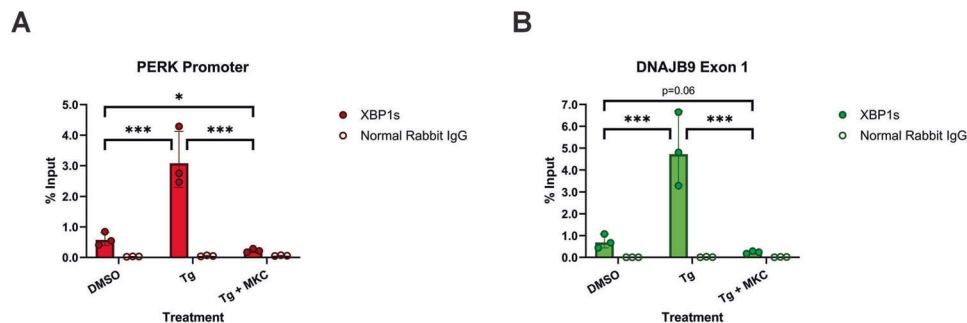 A
PERK Promoter
5.0
4.0
3.0
2.0
1.0
0.0
% Input
*
***
***
DMSO
Tg
Tg + MKC
Treatment
XBP1s
Normal Rabbit IgG
B
DNAJB9 Exon 1
7.0
6.0
5.0
4.0
3.0
2.0
1.0
0.0
% Input
p=0.06
***
***
DMSO
Tg
Tg + MKC
Treatment
XBP1s
Normal Rabbit IgG